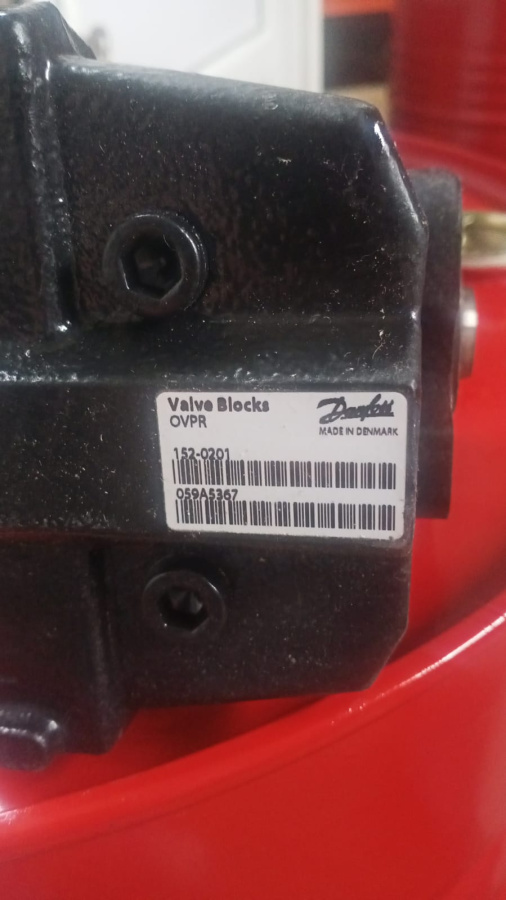 Valve Blocks
OVPR
Danfoss
MADE IN DENMARK
152-0201
059A5367